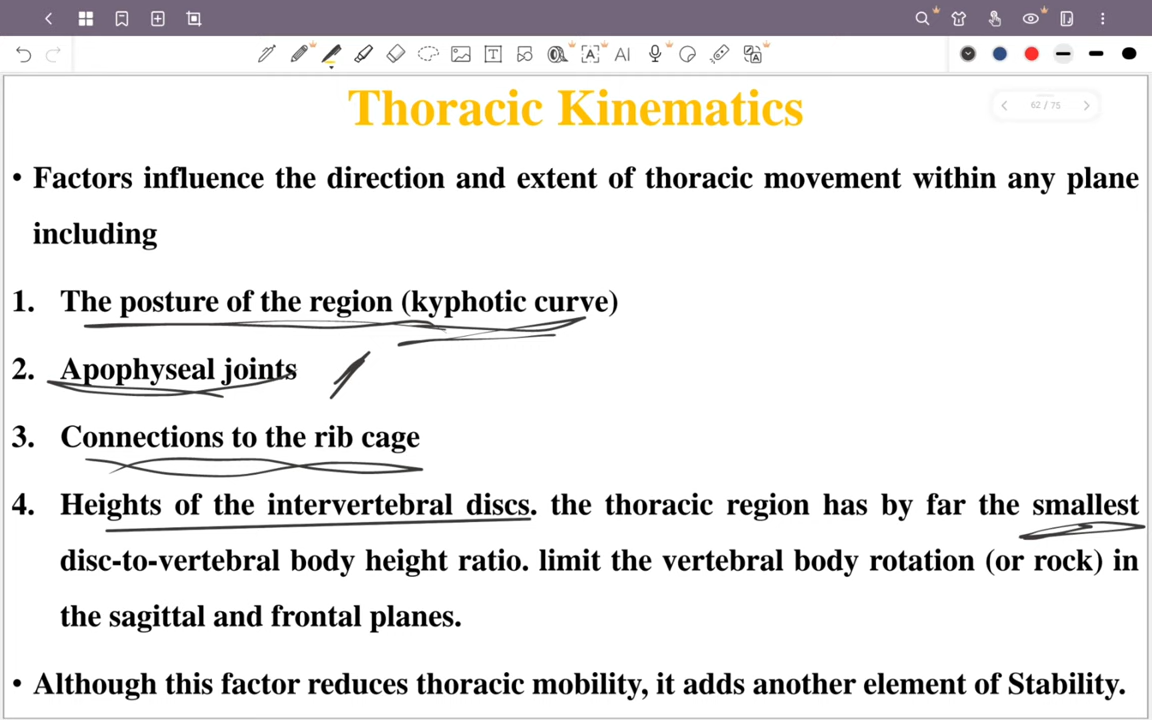 62 / 75
AI
Thoracic Kinematics
• Factors influence the direction and extent of thoracic movement within any plane
including
1. The posture of the region (kyphotic curve)
2. Apophyseal joints
3. Connections to the rib cage
4. Heights of the intervertebral discs. the thoracic region has by far the smallest
disc-to-vertebral body height ratio. limit the vertebral body rotation (or rock) in
the sagittal and frontal planes.
• Although this factor reduces thoracic mobility, it adds another element of Stability.